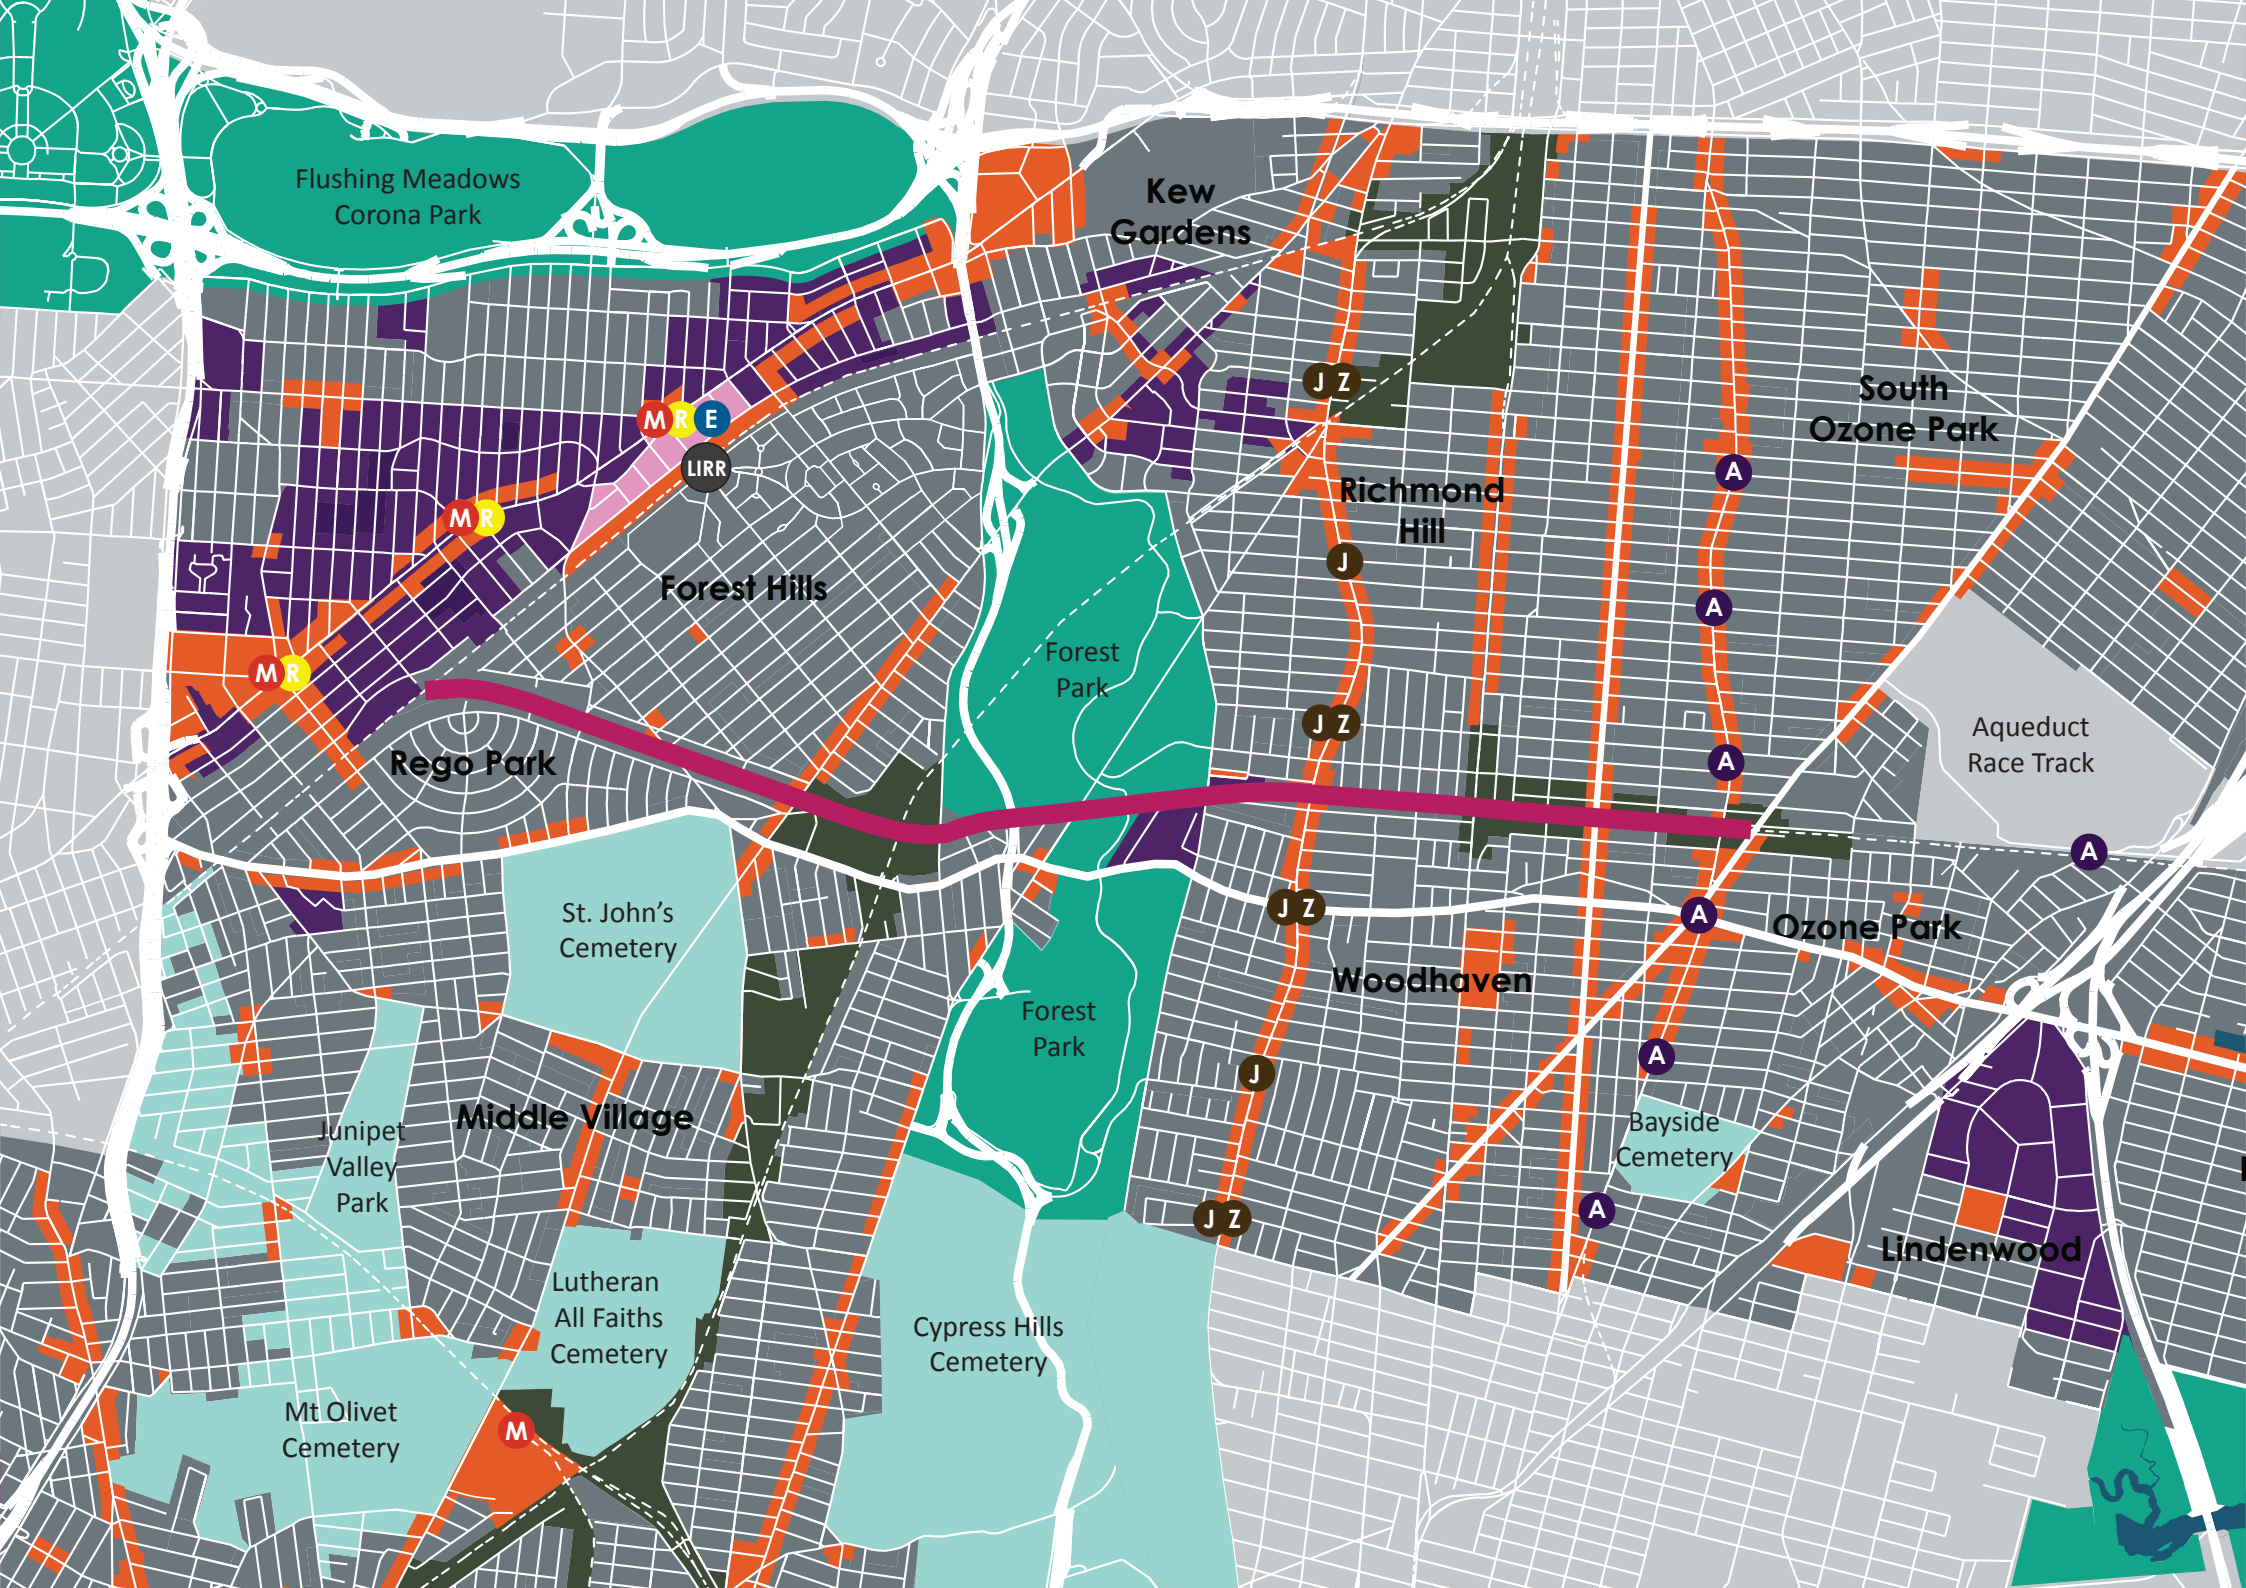 Flushing Meadows
Corona Park
Kew
Gardens
J Z
South
Ozone Park
M R E
LIRR
A
Richmond
Hill
M R
J
Forest Hills
A
Forest
Park
M R
J Z
Rego Park
A
Aqueduct
Race Track
A
St. John's
Cemetery
J Z
A
Ozone Park
Woodhaven
Forest
Park
A
J
Middle Village
Junipet
Valley
Park
Bayside
Cemetery
J Z
A
Lindenwood
Lutheran
All Faiths
Cemetery
Cypress Hills
Cemetery
Mt Olivet
Cemetery
M